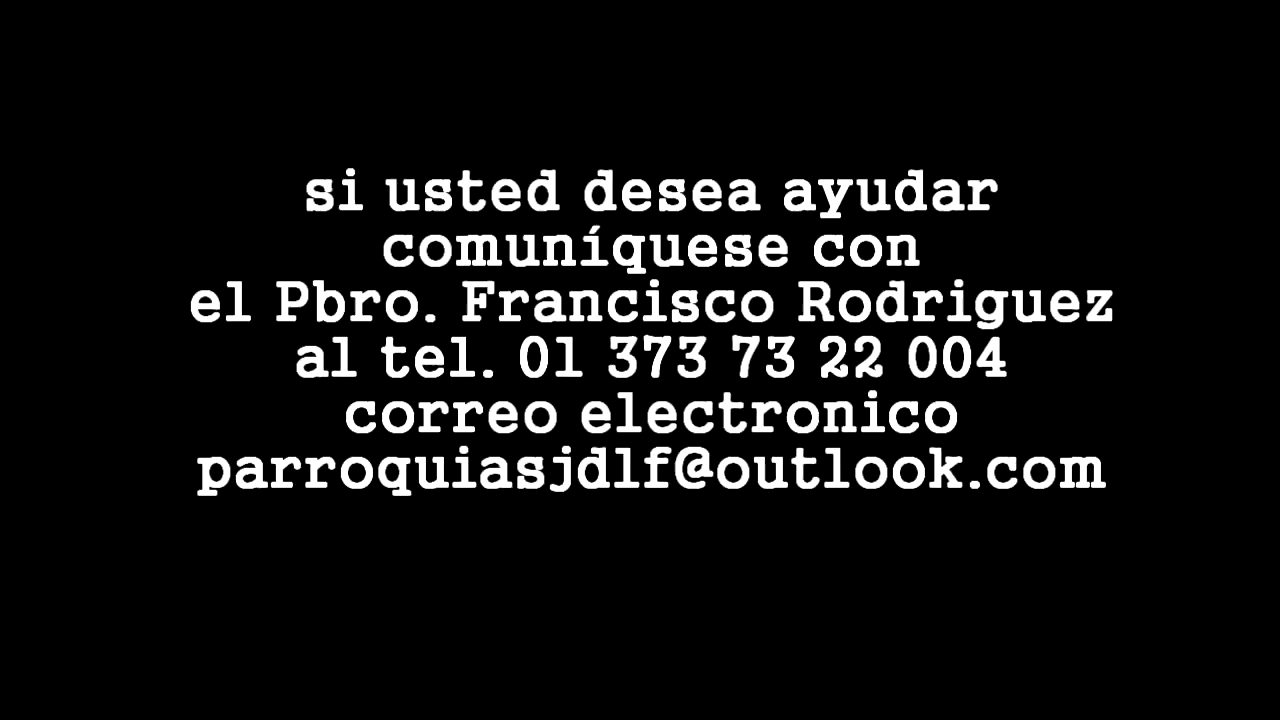 si usted desea ayudar
comuníquese con
el Pbro. Francisco Rodriguez
al tel. 01 373 73 22 004
correo electronico
parroquiasjdlf@outlook.com